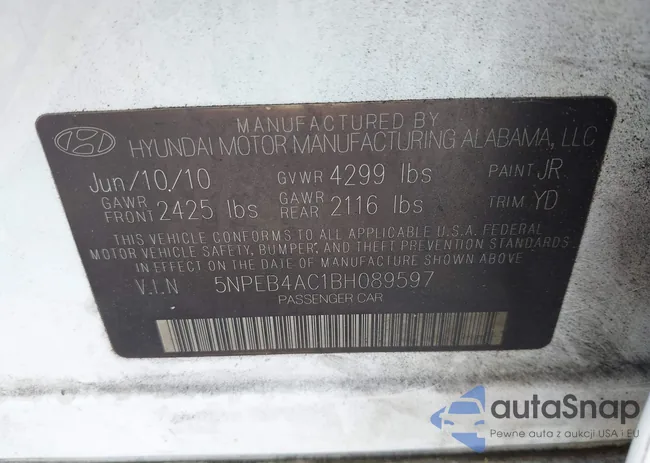 MANUFACTURED BY
HYUNDAI MOTOR MANUFACTURING ALABAMA, LLC
Jun/10/10 GVWR 4299 lbs PAINT JR
GAWR FRONT 2425 lbs GAWR REAR 2116 lbs TRIM YD
THIS VEHICLE CONFORMS TO ALL APPLICABLE U.S.A. FEDERAL
MOTOR VEHICLE SAFETY, BUMPER, AND THEFT PREVENTION STANDARDS
IN EFFECT ON THE DATE OF MANUFACTURE SHOWN ABOVE.
V.I.N 5NPEB4AC1BH089597
PASSENGER CAR
autaSnap
Pewne auta z aukcji USA i EU